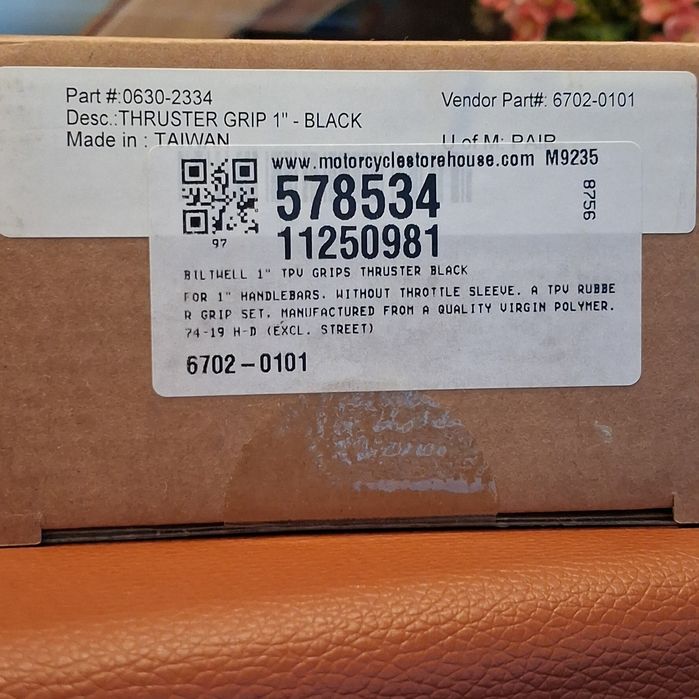 Part #:0630-2334
Vendor Part#: 6702-0101
Desc.:THRUSTER GRIP 1" - BLACK
Made in : TAIWAN
U of M: PAIR
www.motorcyclestorehouse.com M9235
578534
8756
11250981
97
BILTWELL 1" TPV GRIPS THRUSTER BLACK
FOR 1" HANDLEBARS. WITHOUT THROTTLE SLEEVE. A TPV RUBBE
R GRIP SET, MANUFACTURED FROM A QUALITY VIRGIN POLYMER.
74-19 H-D (EXCL. STREET)
6702-0101